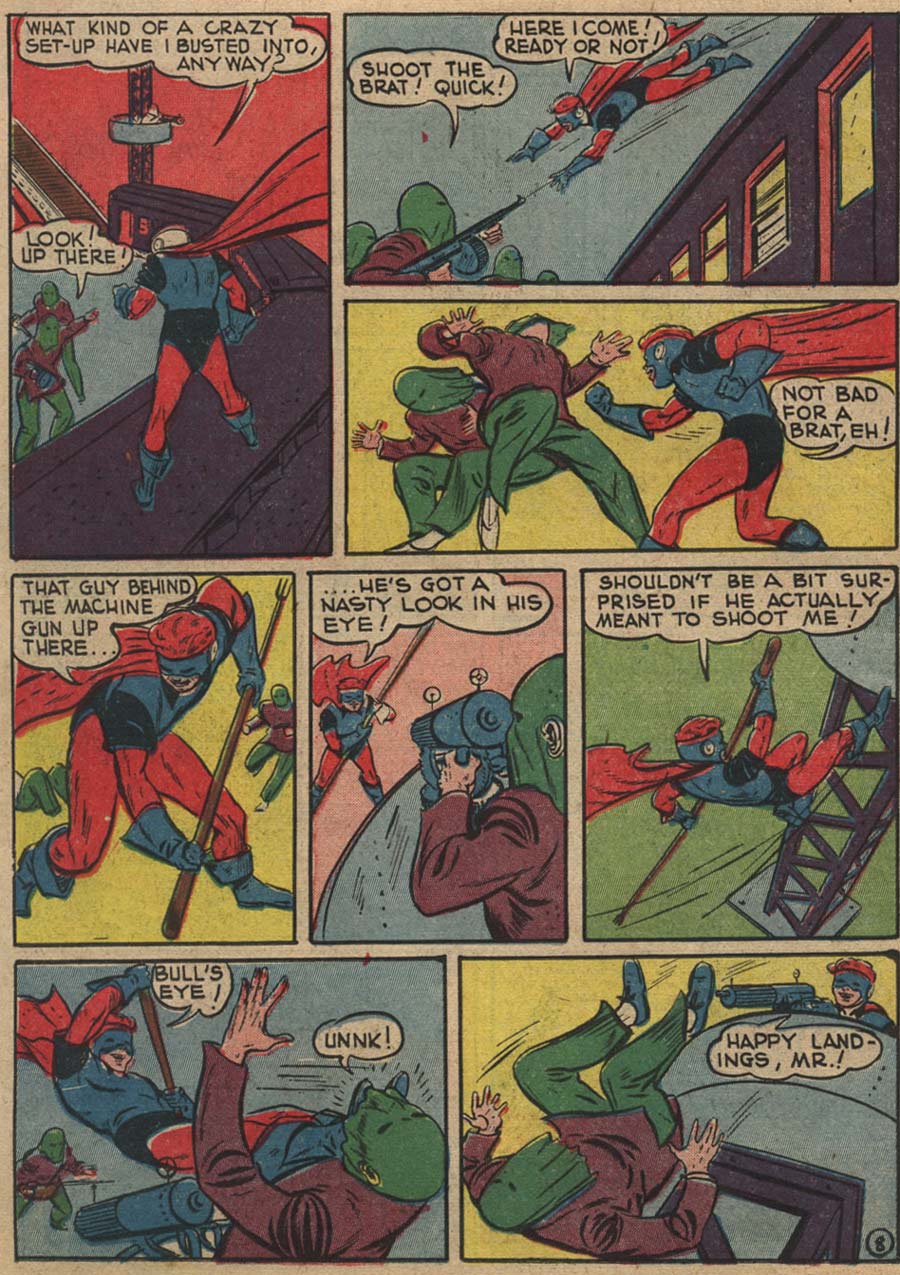 WHAT KIND OF A CRAZY
SET-UP HAVE I BUSTED INTO,
ANY WAY?
LOOK!
UP THERE!
5
HERE I COME!
READY OR NOT!
SHOOT THE
BRAT! QUICK!
NOT BAD
FOR A
BRAT, EH!
THAT GUY BEHIND
THE MACHINE
GUN UP
THERE...
....HE'S GOT A
NASTY LOOK IN HIS
EYE!
SHOULDN'T BE A BIT SUR-
PRISED IF HE ACTUALLY
MEANT TO SHOOT ME!
BULL'S
EYE!
UNNK!
HAPPY LAND-
INGS, MR.!
8